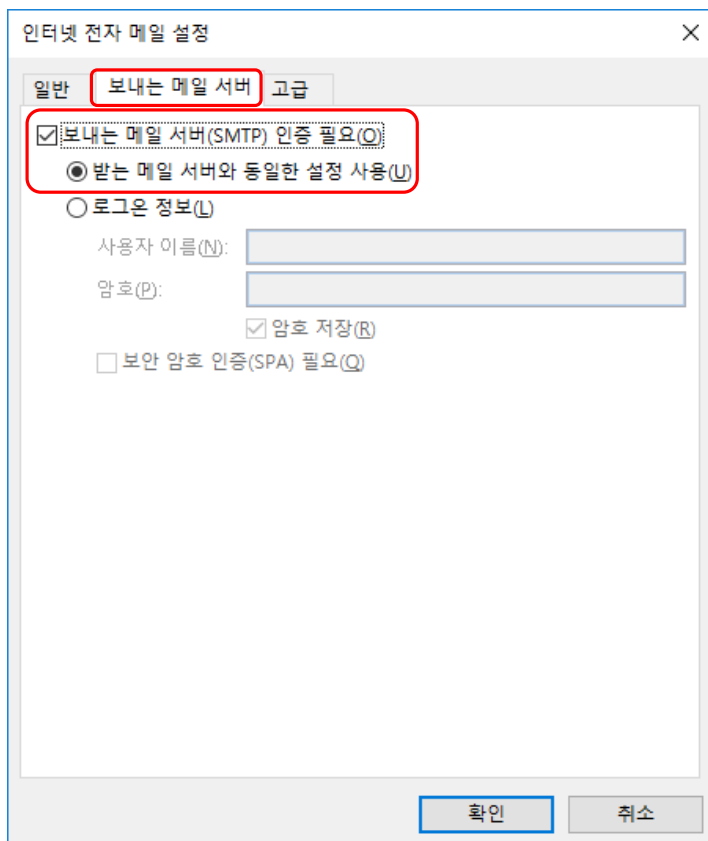 인터넷 전자 메일 설정
일반 보내는 메일 서버 고급
보내는 메일 서버(SMTP) 인증 필요(O)
받는 메일 서버와 동일한 설정 사용(U)
로그온 정보(L)
사용자 이름(N):
암호(P):
암호 저장(R)
보안 암호 인증(SPA) 필요(Q)
확인 취소